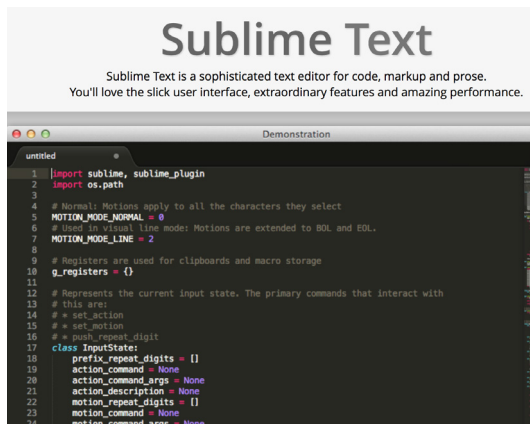 Sublime Text
Sublime Text is a sophisticated text editor for code, markup and prose.
You'll love the slick user interface, extraordinary features and amazing performance.
Demonstration
untitled
1 import sublime, sublime_plugin
2 import os.path
3
4 # Normal: Motions apply to all the characters they select
5 MOTION_MODE_NORMAL = 0
6 # Used in visual line mode: Motions are extended to BOL and EOL.
7 MOTION_MODE_LINE = 2
8
9 # Registers are used for clipboards and macro storage
10 g_registers = {}
11
12 # Represents the current input state. The primary commands that interact with
13 # this are:
14 # * set_action
15 # * set_motion
16 # * push_repeat_digit
17 class InputState:
18 prefix_repeat_digits = []
19 action_command = None
20 action_command_args = None
21 action_description = None
22 motion_repeat_digits = []
23 motion_command = None
24 motion_command_args = None